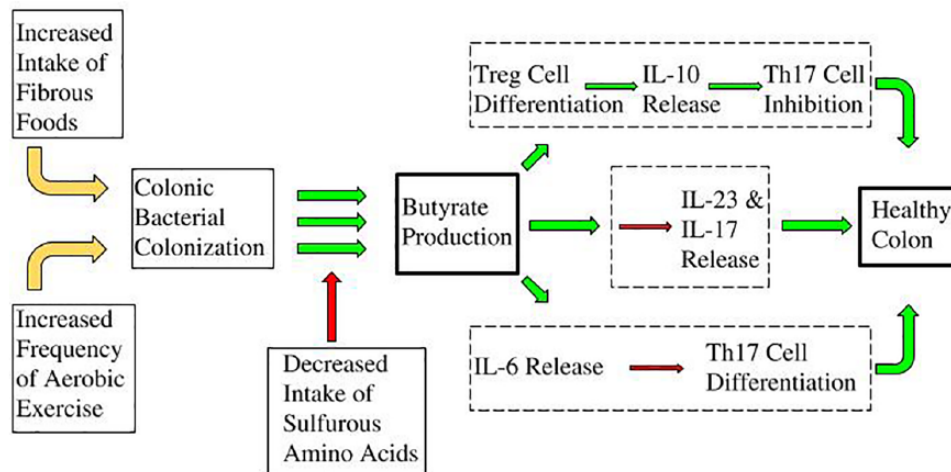 Increased
Intake of
Fibrous
Foods
Increased
Frequency
of Aerobic
Exercise
Colonic
Bacterial
Colonization
Decreased
Intake of
Sulfurous
Amino Acids
Butyrate
Production
Treg Cell
Differentiation
IL-10
Release
Th17 Cell
Inhibition
IL-23 &
IL-17
Release
IL-6 Release
Th17 Cell
Differentiation
Healthy
Colon